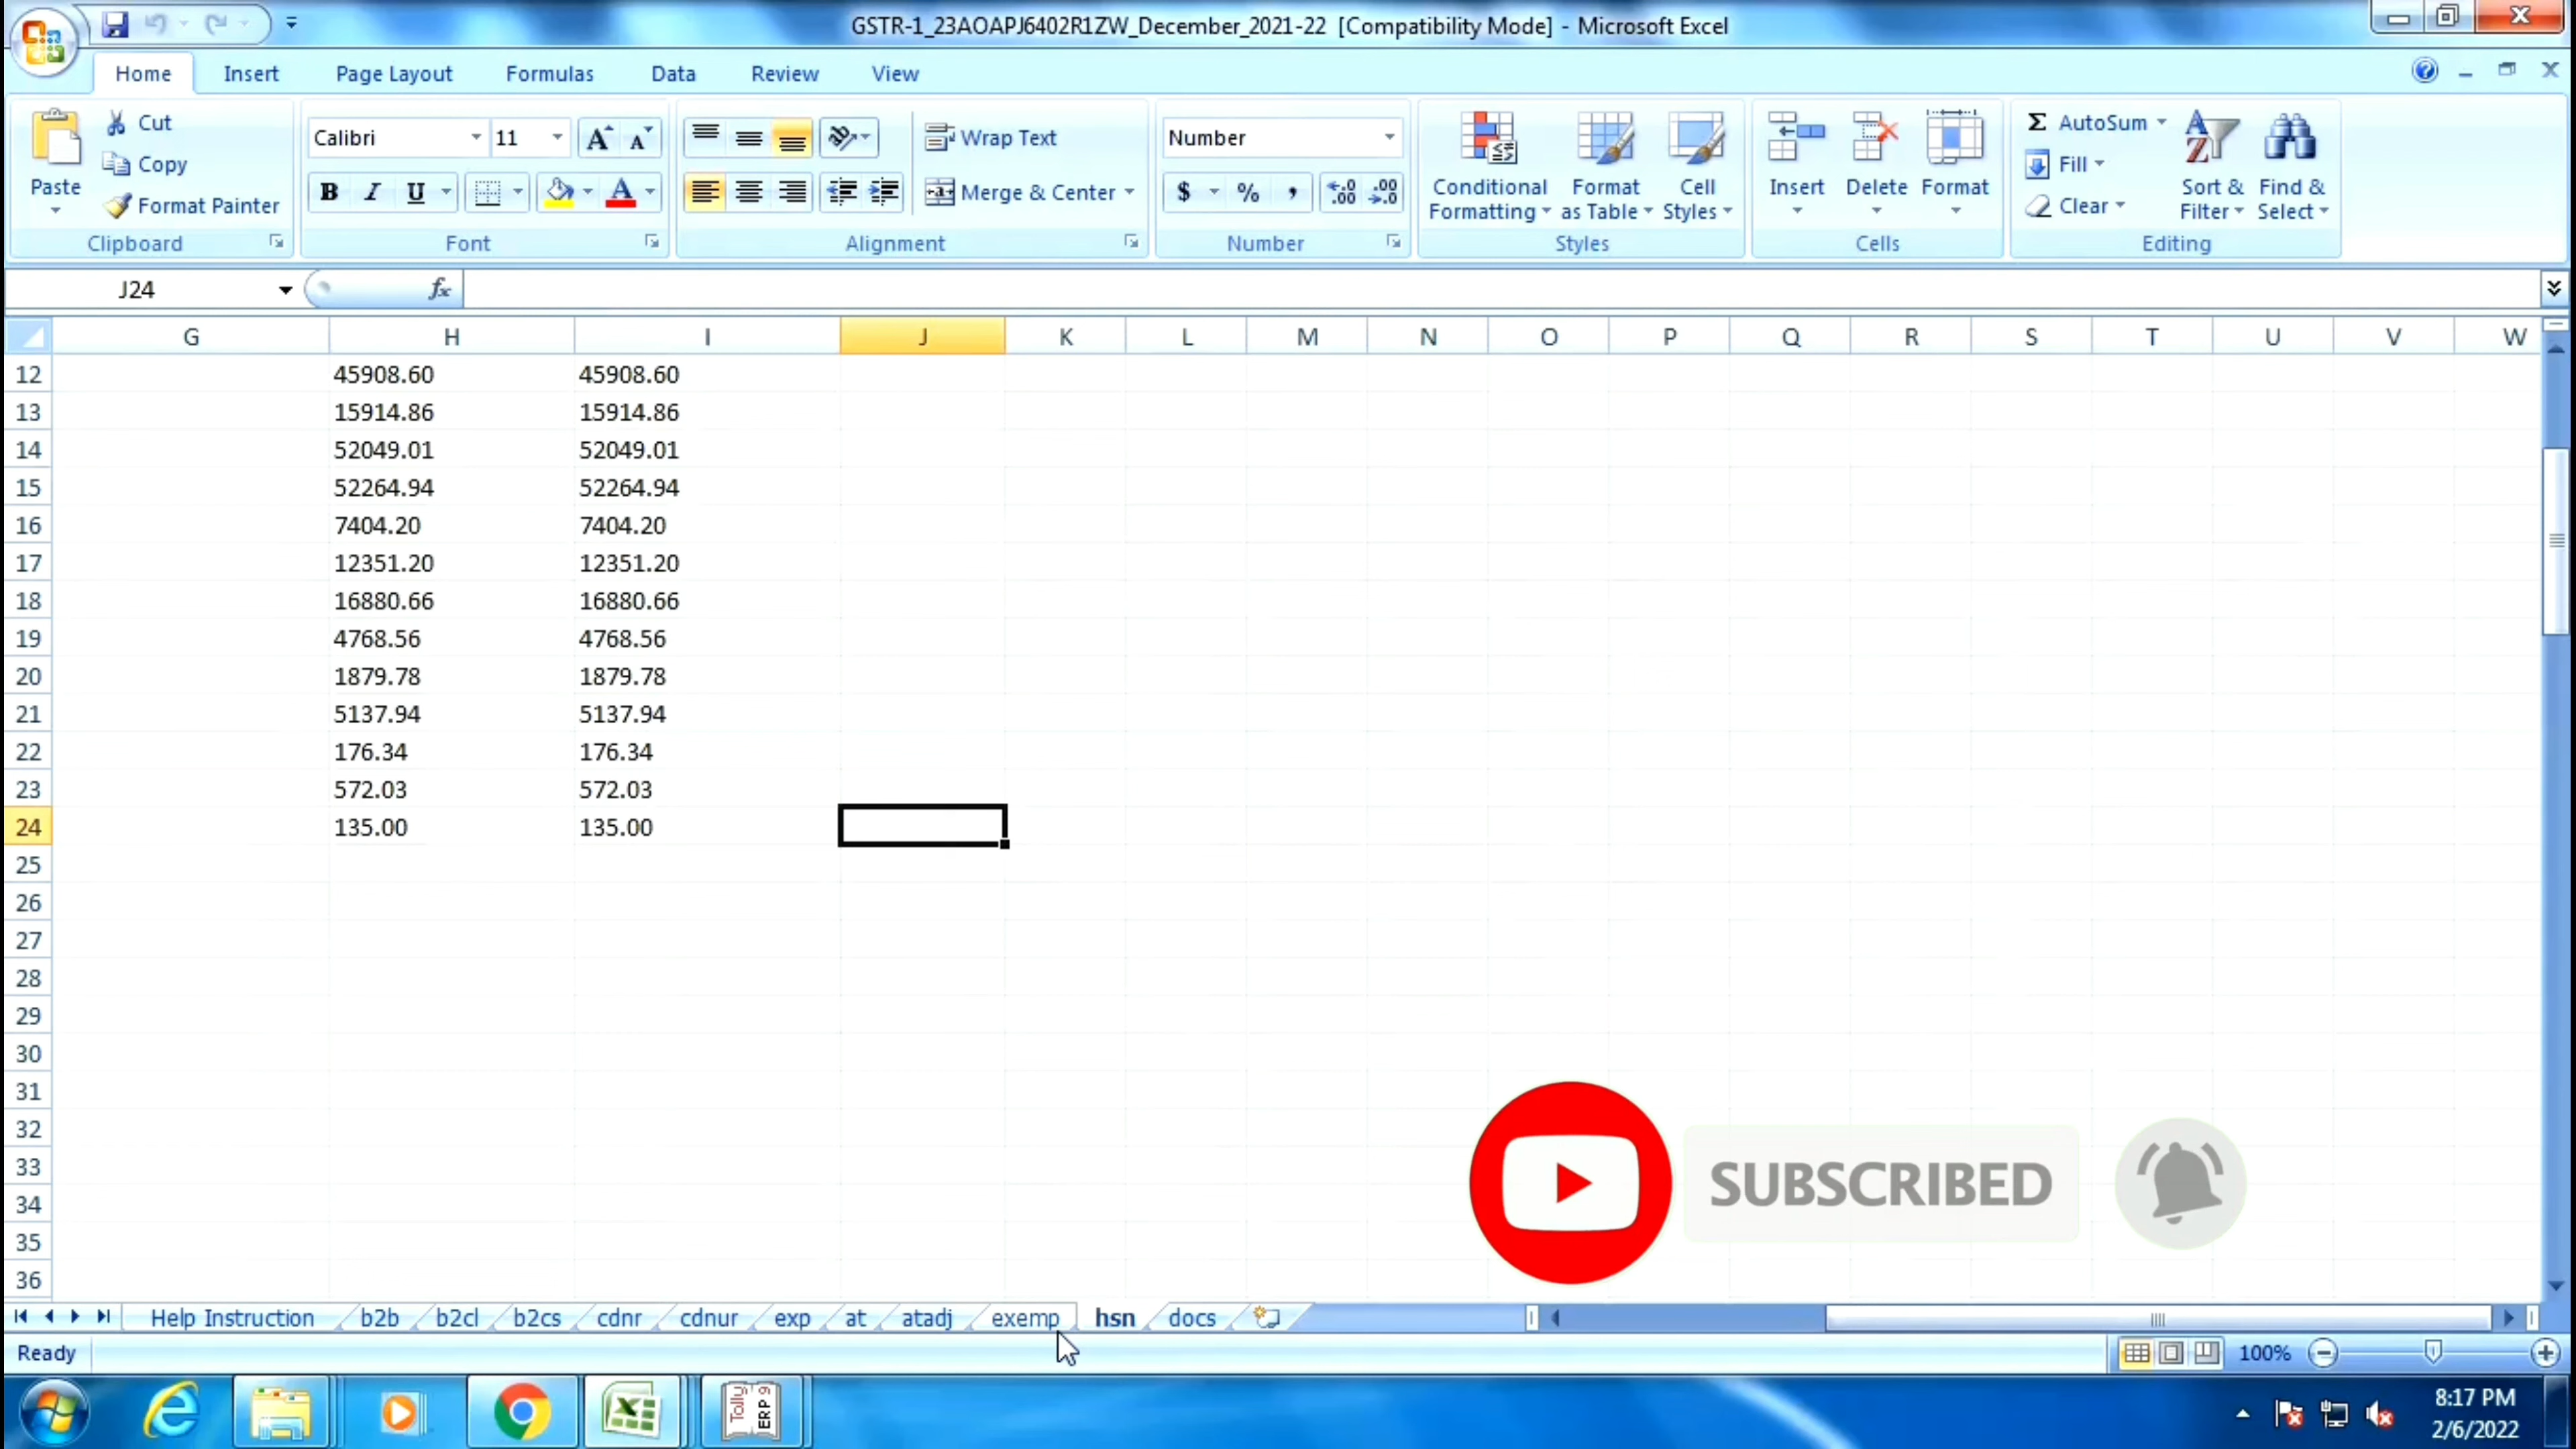 GSTR-1_23AOAPJ6402R1ZW_December_2021-22 [Compatibility Mode] - Microsoft Excel
Home Insert Page Layout Formulas Data Review View
Paste
Cut
Copy
Format Painter
Clipboard
Calibri 11
B I U
Font
Wrap Text
Merge & Center
Alignment
Number
$ % ,
Number
Conditional Formatting
Format as Table
Cell Styles
Styles
Insert Delete Format
Cells
Σ AutoSum
Fill
Clear
Sort & Filter
Find & Select
Editing
J24 fx
G H I J K L M N O P Q R S T U V W
12 45908.60 45908.60
13 15914.86 15914.86
14 52049.01 52049.01
15 52264.94 52264.94
16 7404.20 7404.20
17 12351.20 12351.20
18 16880.66 16880.66
19 4768.56 4768.56
20 1879.78 1879.78
21 5137.94 5137.94
22 176.34 176.34
23 572.03 572.03
24 135.00 135.00
25
26
27
28
29
30
31
32
33
34
35
36
SUBSCRIBED
Help Instruction b2b b2cl b2cs cdnr cdnur exp at atadj exemp hsn docs
Ready 100%
Tally ERP 9
8:17 PM
2/6/2022